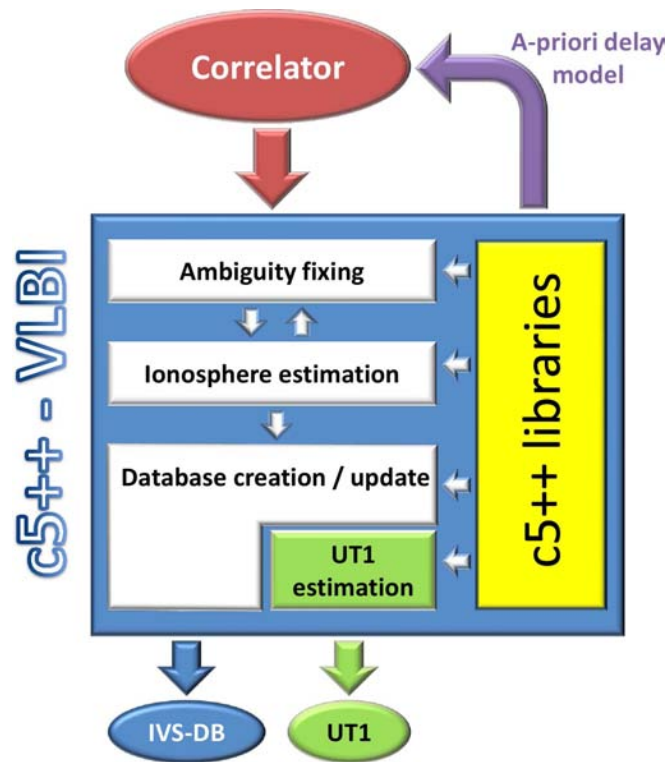 A-priori delay
model
Correlator
c5++ - VLBI
Ambiguity fixing
Ionosphere estimation
Database creation / update
UT1
estimation
c5++ libraries
IVS-DB
UT1